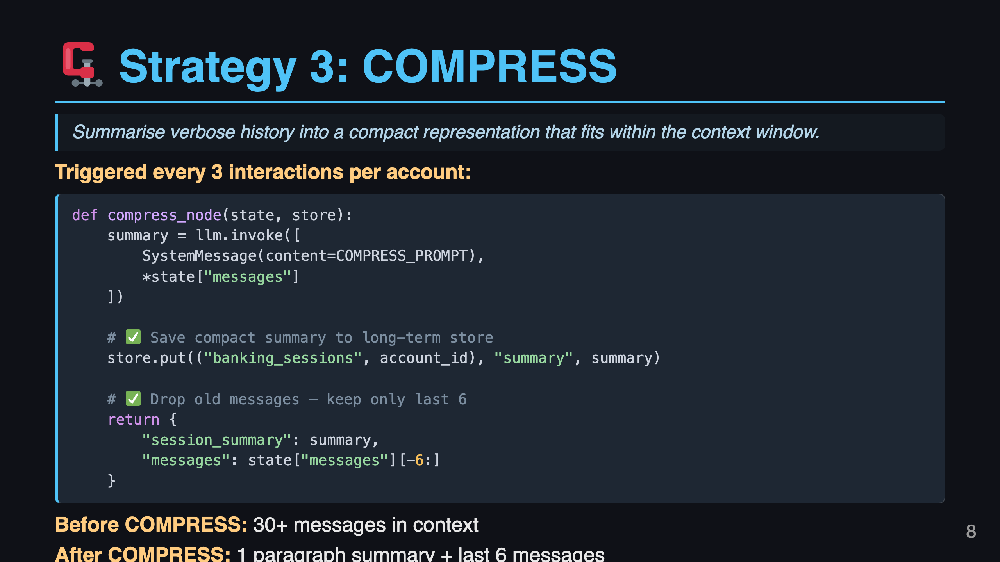 🗜️ Strategy 3: COMPRESS
Summarise verbose history into a compact representation that fits within the context window.
Triggered every 3 interactions per account:
def compress_node(state, store):
    summary = llm.invoke([
        SystemMessage(content=COMPRESS_PROMPT),
        *state["messages"]
    ])

    # ✅ Save compact summary to long-term store
    store.put(("banking_sessions", account_id), "summary", summary)

    # ✅ Drop old messages — keep only last 6
    return {
        "session_summary": summary,
        "messages": state["messages"][-6:]
    }
Before COMPRESS: 30+ messages in context
8
After COMPRESS: 1 paragraph summary + last 6 messages